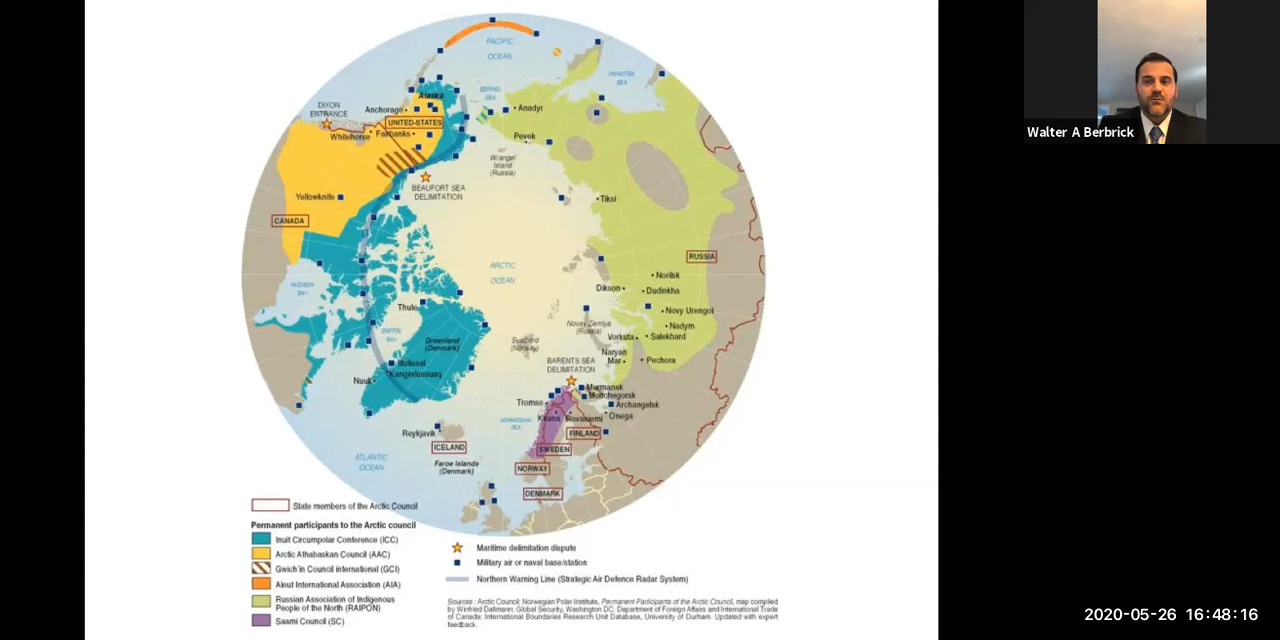 PACIFIC
OCEAN
OKHOTSK
SEA
BERING
SEA
Alaska
DIXON
ENTRANCE
Anchorage
Anadyr
UNITED-STATES
Whitehorse
Fairbanks
Pevek
Wrangel
Island
(Russia)
BEAUFORT SEA
DELIMITATION
Yellowknife
Tiksi
CANADA
RUSSIA
ARCTIC
OCEAN
Norilsk
HUDSON
BAY
Dikson
Dudinkha
Thule
Novy Urengoi
Novay Zemlya
(Russia)
Nadym
BAFFIN
BAY
Greenland
(Denmark)
Svabord
(Norway)
Vorkuta
Salekhard
Naryan
Mar
Pechora
BARENTS SEA
DELIMITATION
Illulissat
Kangerdlussuaq
Nuuk
Murmansk
Montchegorsk
Tromsø
Archangelsk
Kiruna
Rovaniemi
Onega
NORWEGIAN
SEA
Reykjavik
FINLAND
ICELAND
SWEDEN
ATLANTIC
OCEAN
Faroe Islands
(Denmark)
NORWAY
DENMARK
State members of the Arctic Council
Permanent participants to the Arctic council
Inuit Circumpolar Conference (ICC)
Arctic Athabaskan Council (AAC)
Gwich'in Council international (GCI)
Aleut International Association (AIA)
Russian Association of Indigenous
People of the North (RAIPON)
Saami Council (SC)
Maritime delimitation dispute
Military air or naval base/station
Northern Warning Line (Strategic Air Defence Radar System)
Sources : Arctic Council: Norwegian Polar Institute, Permanent Participants of the Arctic Council, map compiled
by Winfried Dallmann: Global Security, Washington DC; Department of Foreign Affairs and International Trade
of Canada; International Boundaries Research Unit Database, University of Durham. Updated with expert
feedback.
Walter A Berbrick
2020-05-26 16:48:16